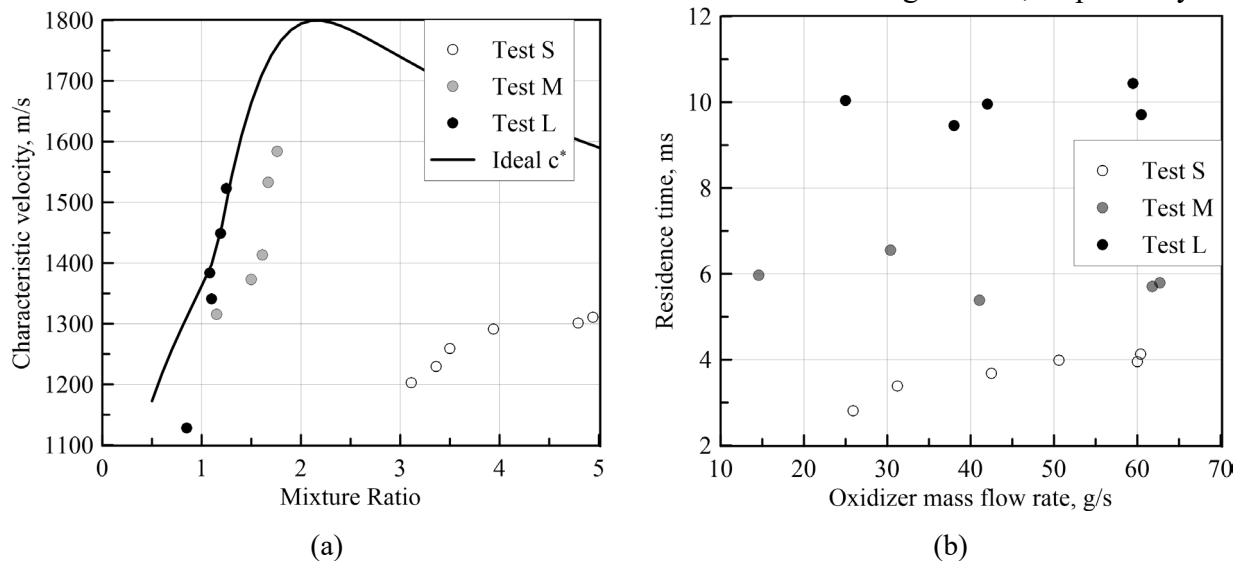 1800
1700
1600
1500
1400
1300
1200
1100
Characteristic velocity, m/s
Test S
Test M
Test L
Ideal c*
0 1 2 3 4 5
Mixture Ratio
(a)
12
10
8
6
4
2
Residence time, ms
Test S
Test M
Test L
10 20 30 40 50 60 70
Oxidizer mass flow rate, g/s
(b)